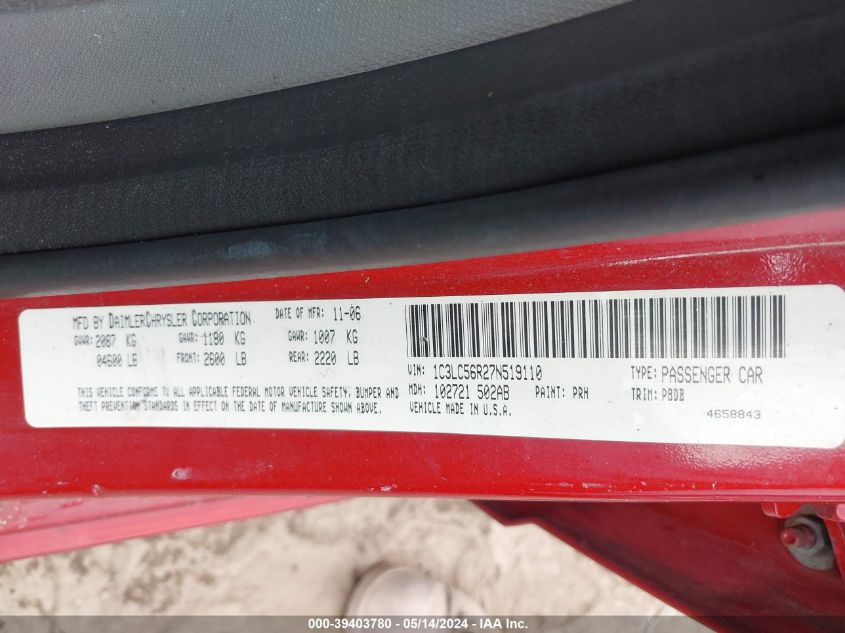 MFD BY DAIMLERCHRYSLER CORPORATION DATE OF MFR: 11-06
GVWR: 2087 KG GAWR: 1180 KG GAWR: 1007 KG
04600 LB FRONT: 2600 LB REAR: 2220 LB
THIS VEHICLE CONFORMS TO ALL APPLICABLE FEDERAL MOTOR VEHICLE SAFETY, BUMPER AND
THEFT PREVENTION STANDARDS IN EFFECT ON THE DATE OF MANUFACTURE SHOWN ABOVE.
VIN: 1C3LC56R27N519110 TYPE: PASSENGER CAR
MDH: 102721 502AB PAINT: PRH TRIM: P8DB
VEHICLE MADE IN U.S.A. 4658843
000-39403780 - 05/14/2024 - IAA Inc.